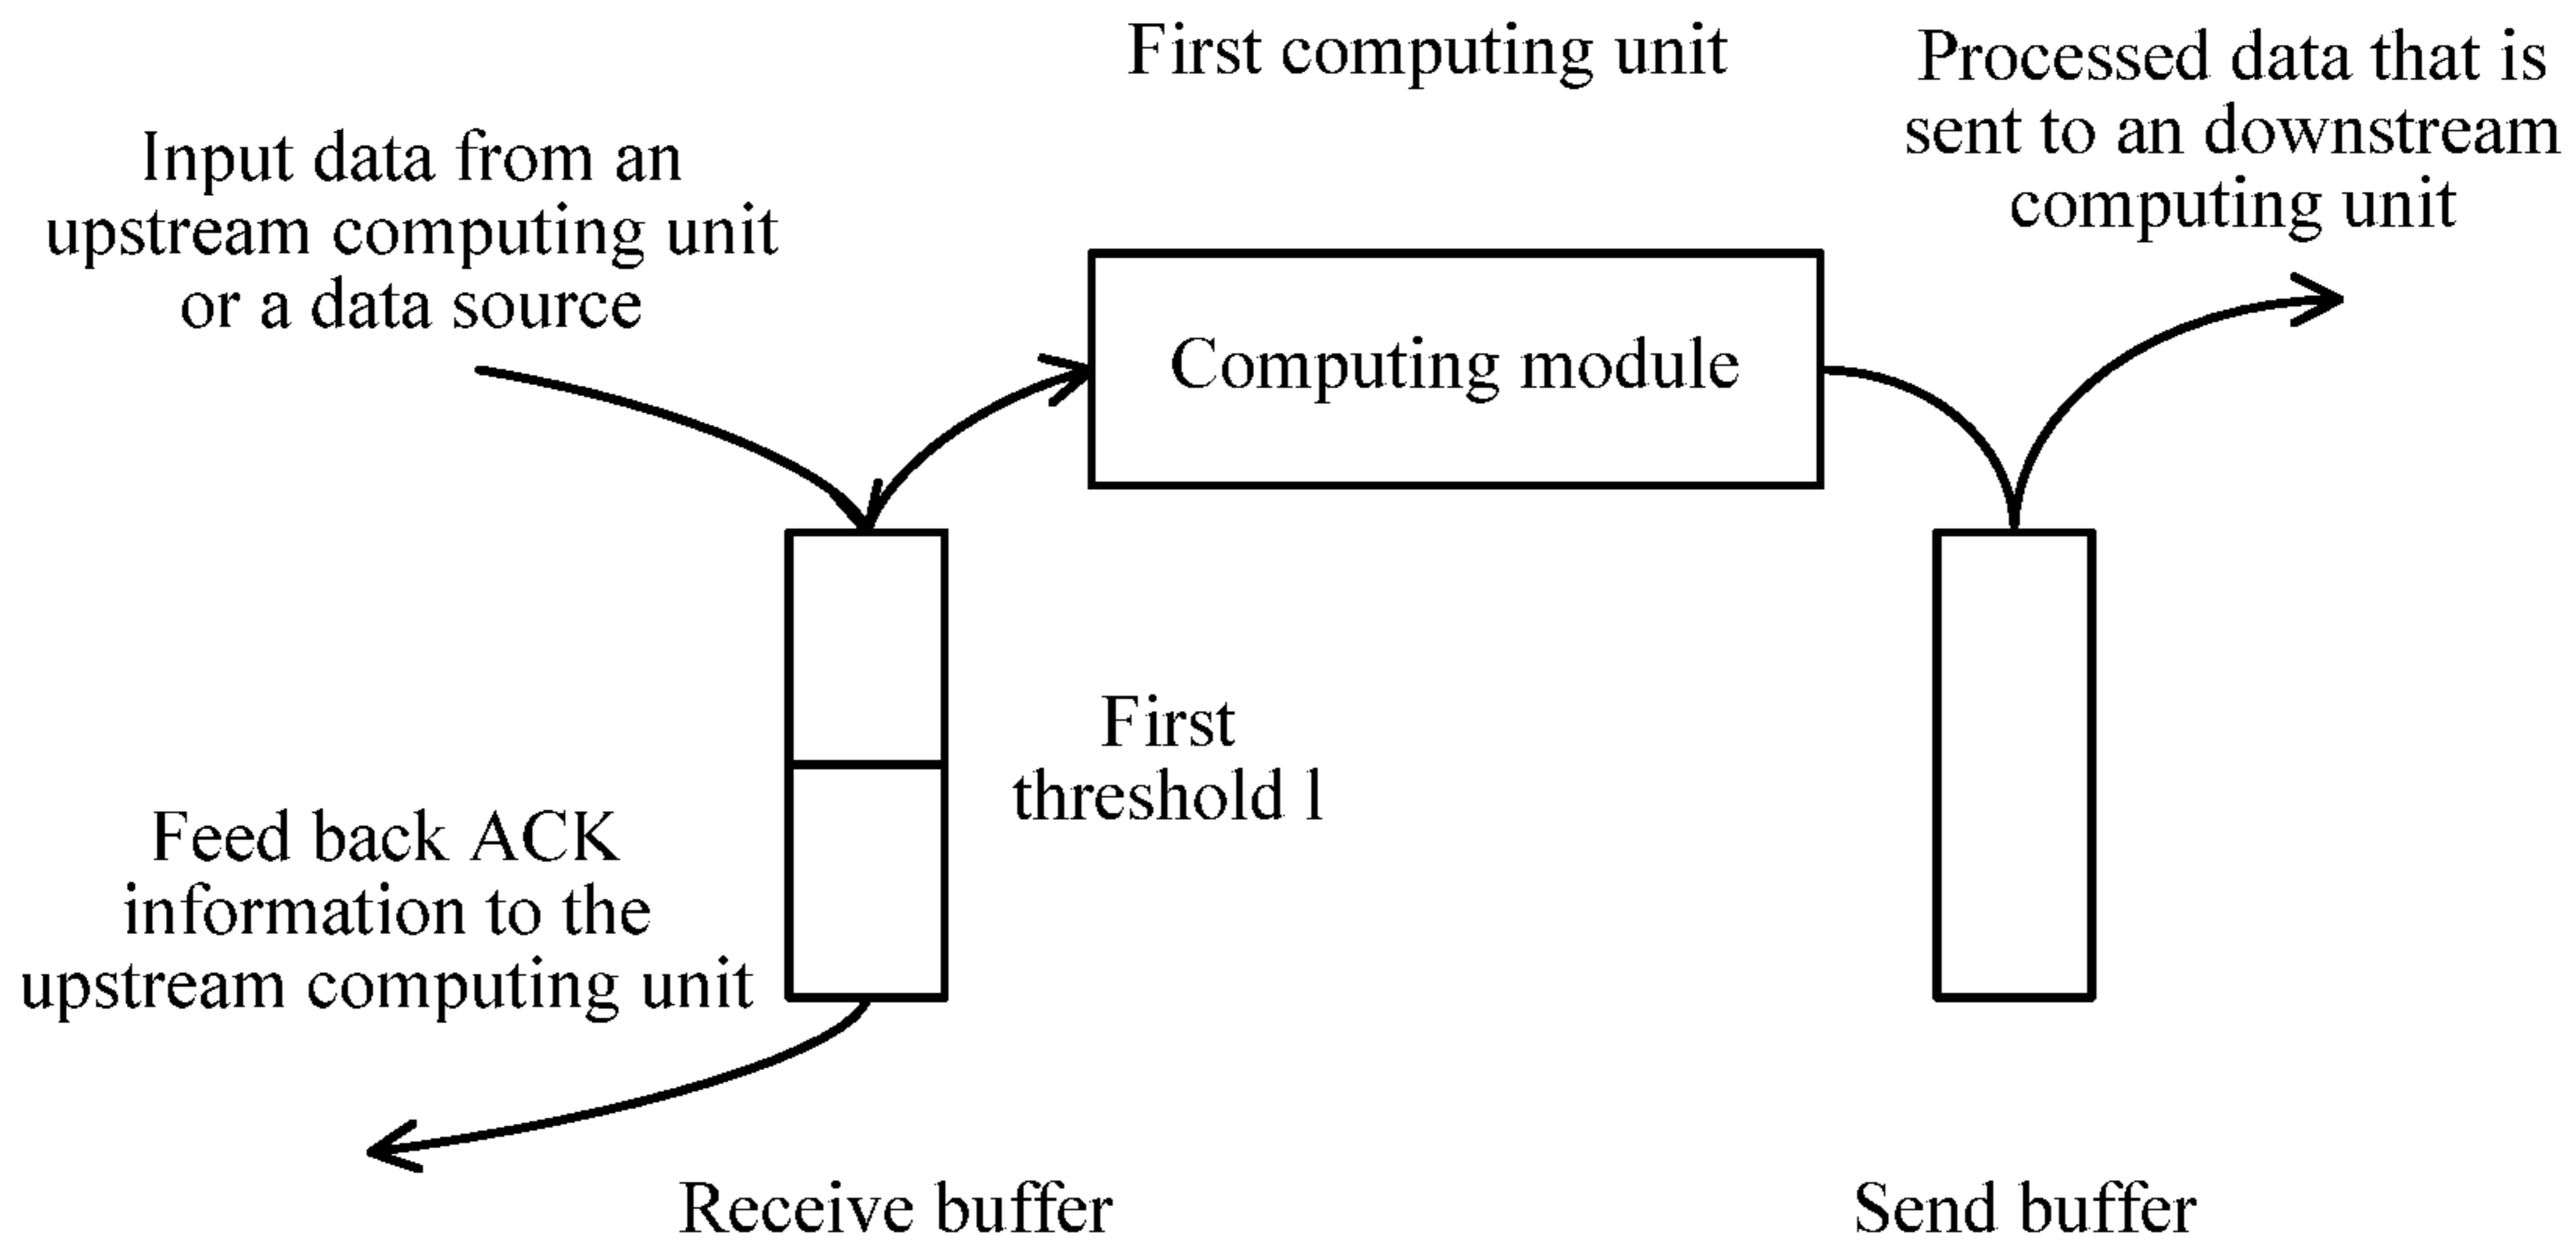 First computing unit
Processed data that is
sent to an downstream
computing unit
Input data from an
upstream computing unit
or a data source
Computing module
First
threshold l
Feed back ACK
information to the
upstream computing unit
Receive buffer
Send buffer